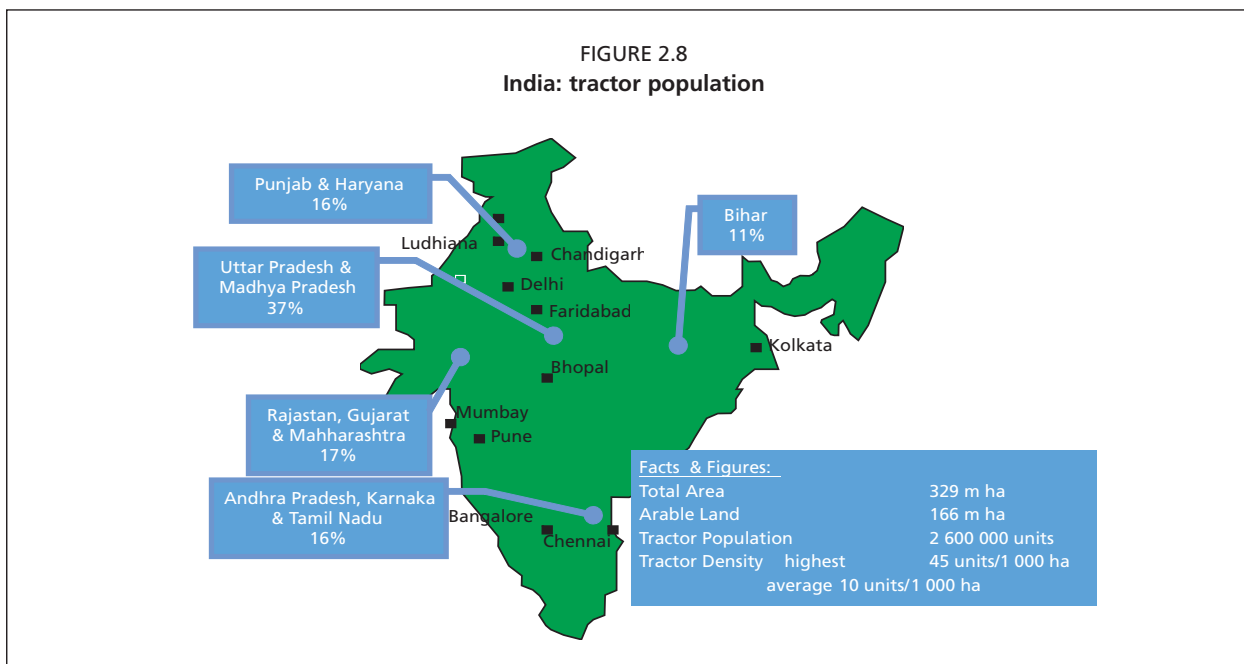 FIGURE 2.8
India: tractor population
Punjab & Haryana
16%
Bihar
11%
Ludhiana
Chandigarh
Uttar Pradesh &
Madhya Pradesh
37%
Delhi
Faridabad
Kolkata
Bhopal
Rajastan, Gujarat
& Mahharashtra
17%
Mumbay
Pune
Andhra Pradesh, Karnaka
& Tamil Nadu
16%
Bangalore
Chennai
Facts & Figures:
Total Area 329 m ha
Arable Land 166 m ha
Tractor Population 2 600 000 units
Tractor Density highest 45 units/1 000 ha
average 10 units/1 000 ha